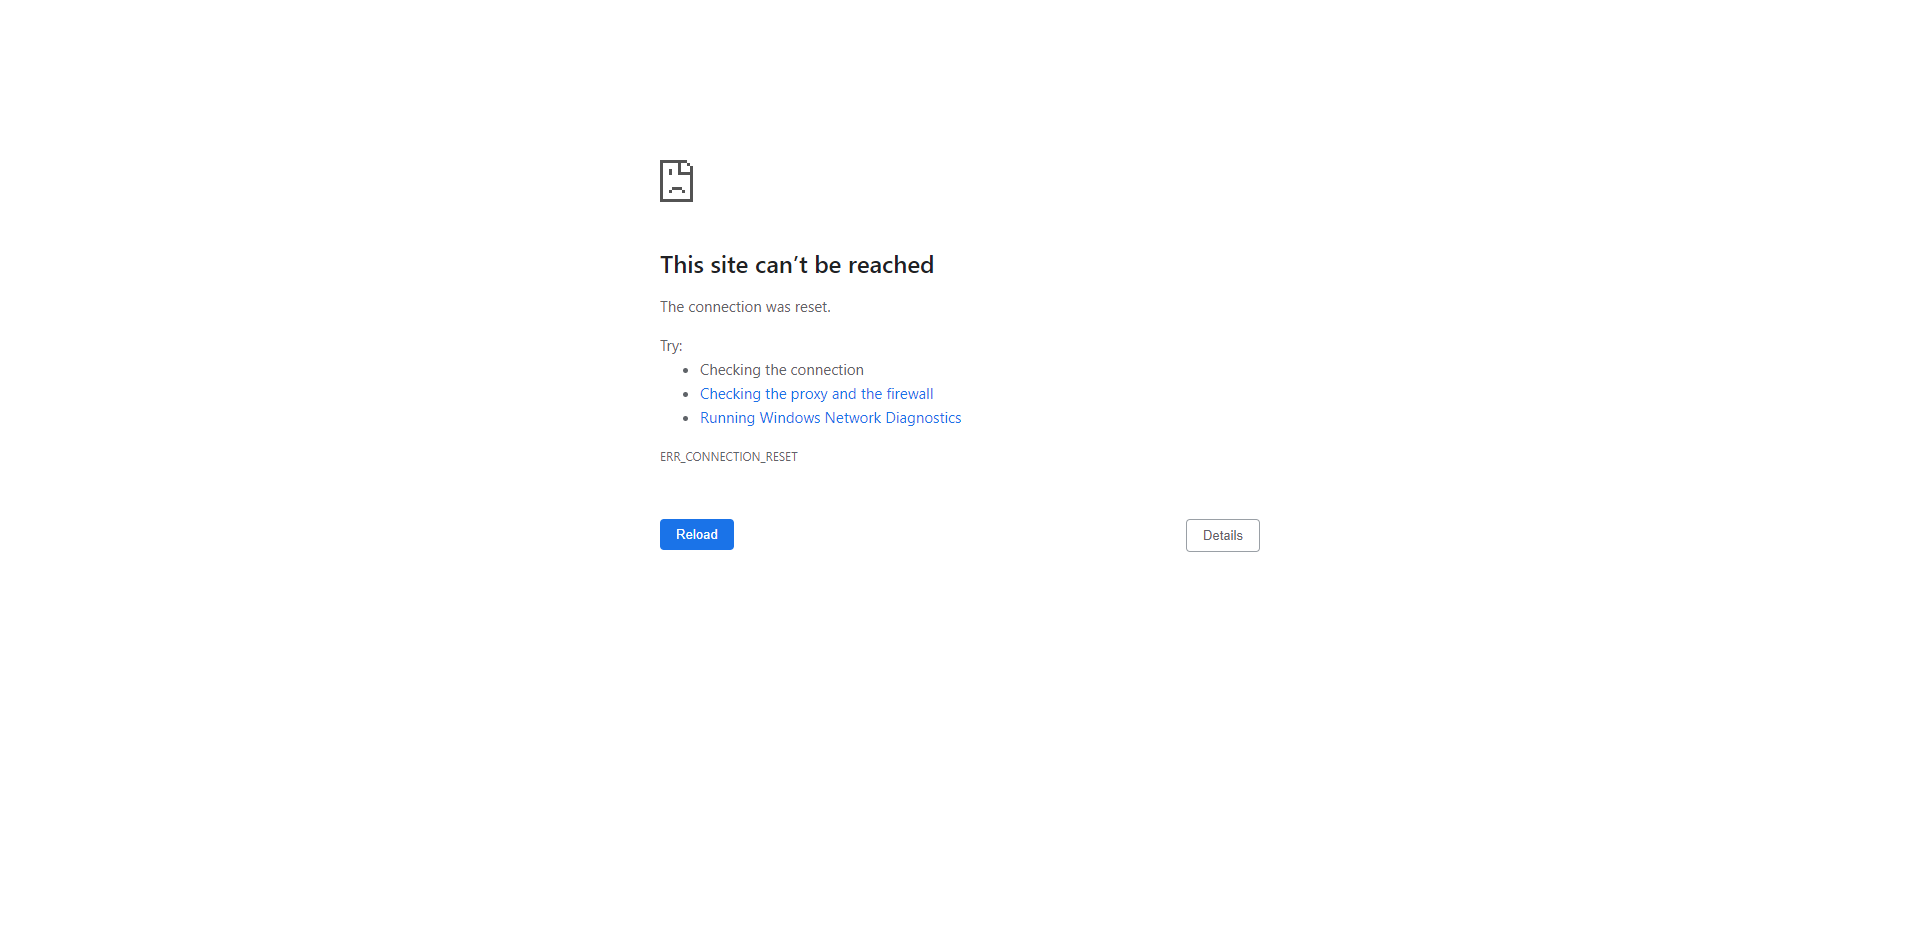 This site can’t be reached
The connection was reset.
Try:
Checking the connection
Checking the proxy and the firewall
Running Windows Network Diagnostics
ERR_CONNECTION_RESET
Reload
Details